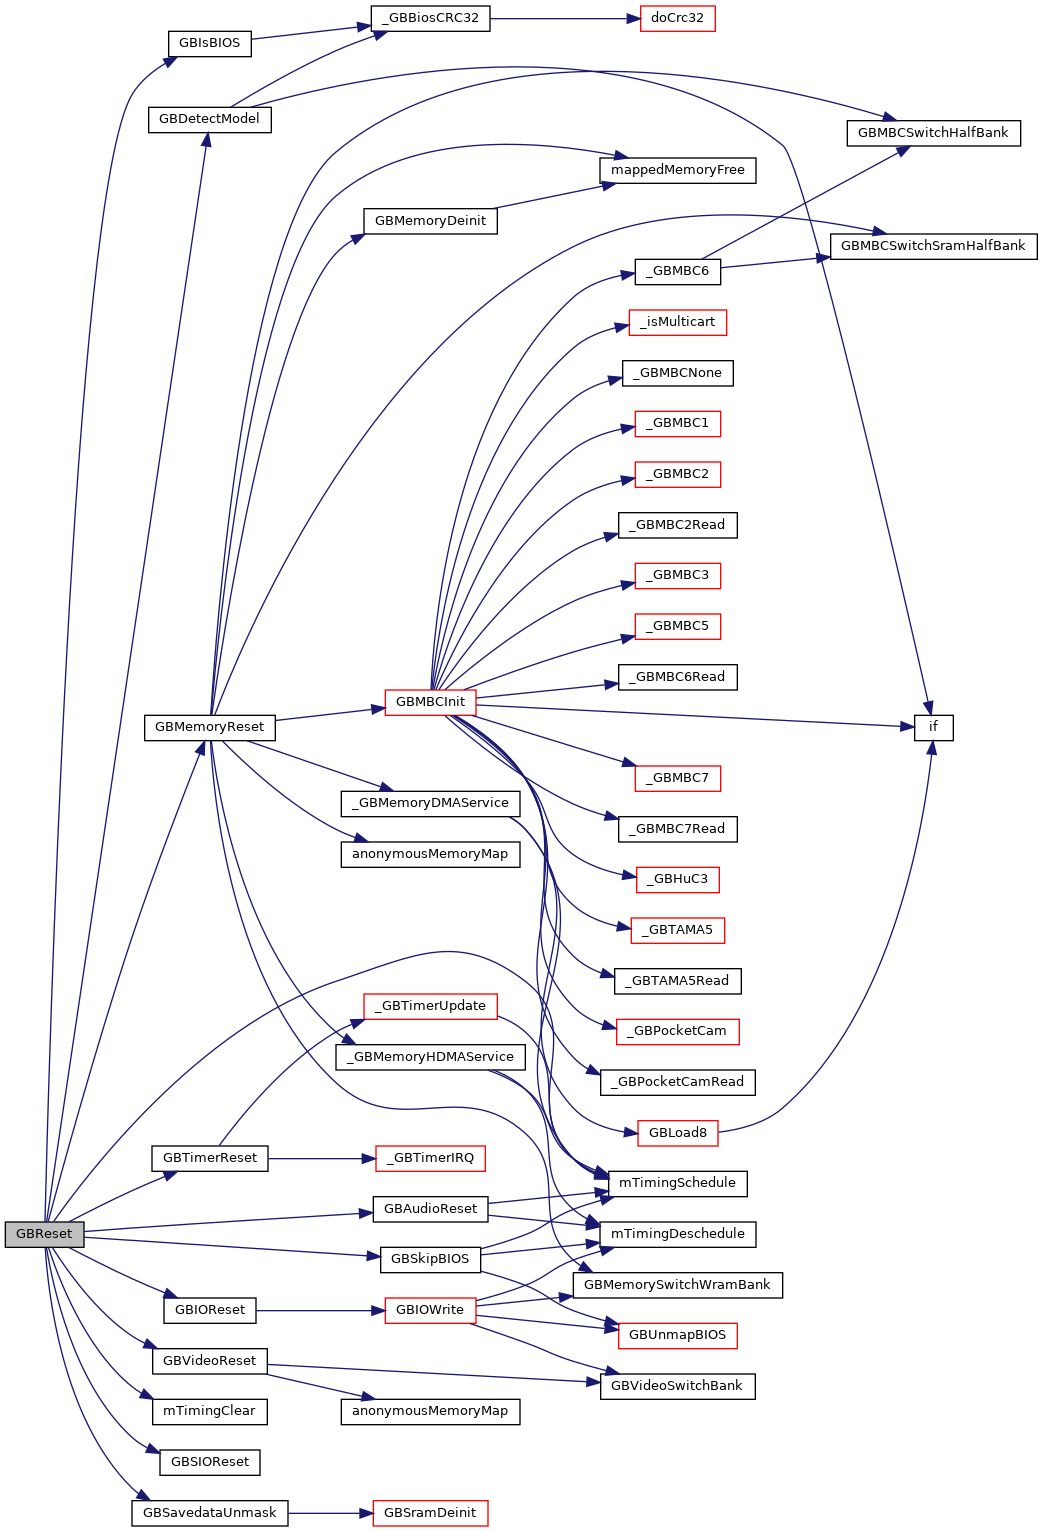 _GBBiosCRC32
doCrc32
GBIsBIOS
GBDetectModel
GBMBCSwitchHalfBank
mappedMemoryFree
GBMemoryDeinit
GBMBCSwitchSramHalfBank
_GBMBC6
_isMulticart
_GBMBCNone
_GBMBC1
_GBMBC2
_GBMBC2Read
_GBMBC3
_GBMBC5
_GBMBC6Read
GBMBCInit
GBMemoryReset
if
_GBMBC7
_GBMemoryDMAService
_GBMBC7Read
anonymousMemoryMap
_GBHuC3
_GBTAMA5
_GBTAMA5Read
_GBTimerUpdate
_GBPocketCam
_GBMemoryHDMAService
_GBPocketCamRead
GBLoad8
GBTimerReset
_GBTimerIRQ
mTimingSchedule
GBAudioReset
GBReset
mTimingDeschedule
GBSkipBIOS
GBMemorySwitchWramBank
GBIOReset
GBIOWrite
GBUnmapBIOS
GBVideoReset
GBVideoSwitchBank
mTimingClear
anonymousMemoryMap
GBSIOReset
GBSavedataUnmask
GBSramDeinit